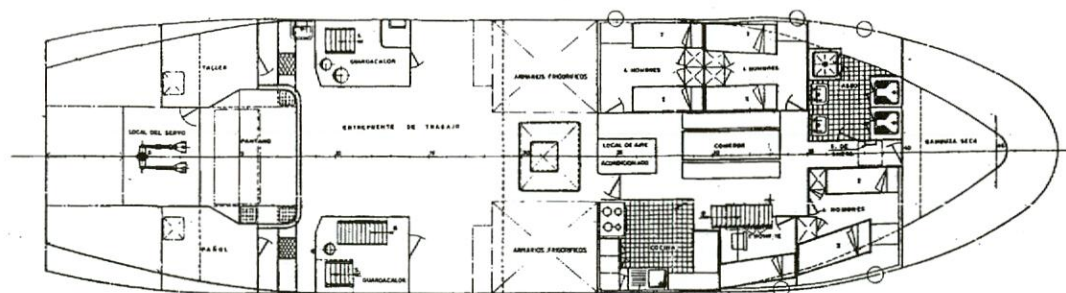 TALLER
GUARDACALOR
ARMARIOS FRIGORIFICOS
4 HOMBRES
4 HOMBRES
ASEO
LOCAL DEL SERVO
PANTANO
ENTREPUENTE DE TRABAJO
LOCAL DE AIRE
ACONDICIONADO
COMEDOR
GAMBUZA SECA
PAÑOL
GUARDACALOR
ARMARIOS FRIGORIFICOS
COCINA
4 HOMBRES